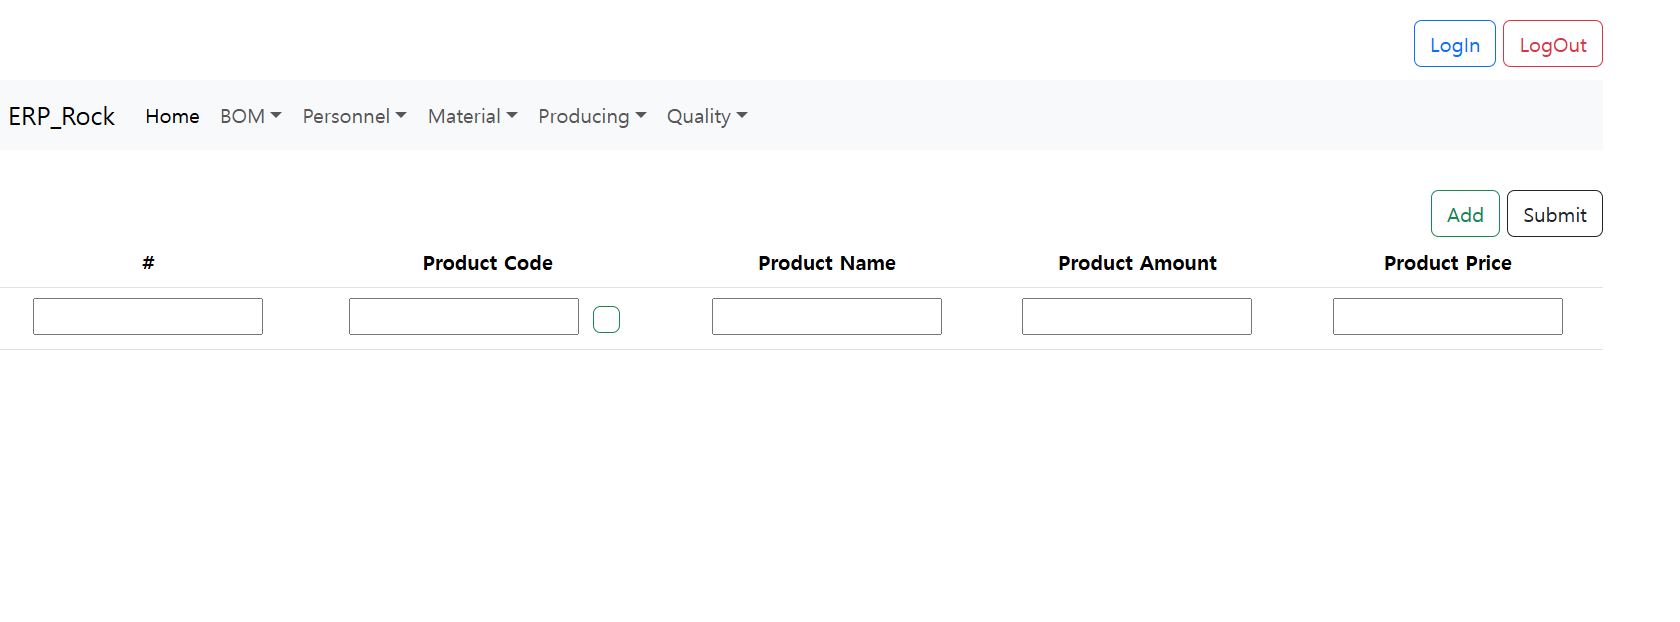 LogIn LogOut
ERP_Rock Home BOM Personnel Material Producing Quality
Add Submit
# Product Code Product Name Product Amount Product Price